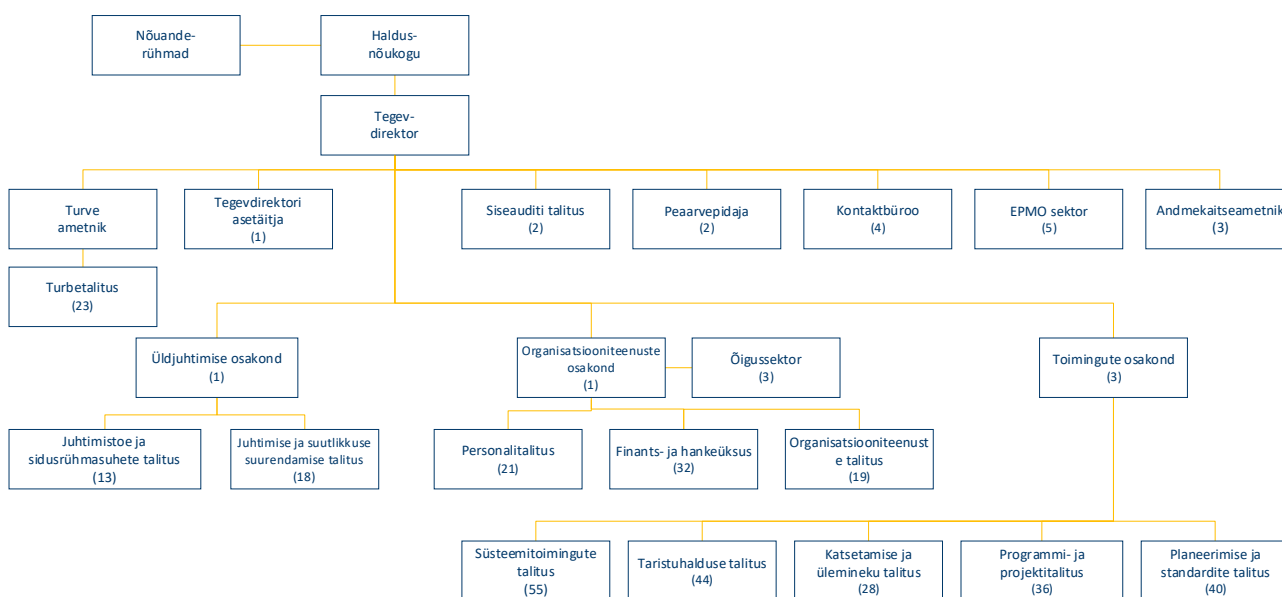 Nõuande-
rühmad
Haldus-
nõukogu
Tegev-
direktor
Turve
ametnik
Tegevdirektori
asetäitja
(1)
Siseauditi talitus
(2)
Peaarvepidaja
(2)
Kontaktbüroo
(4)
EPMO sektor
(5)
Andmekaitseametnik
(3)
Turbetalitus
(23)
Üldjuhtimise osakond
(1)
Organisatsiooniteenuste
osakond
(1)
Õigussektor
(3)
Toimingute osakond
(3)
Juhtimistoe ja
sidusrühmasuhete talitus
(13)
Juhtimise ja suutlikkuse
suurendamise talitus
(18)
Personalitalitus
(21)
Finants- ja hankeüksus
(32)
Organisatsiooniteenust
e talitus
(19)
Süsteemitoimingute
talitus
(55)
Taristuhalduse talitus
(44)
Katsetamise ja
ülemineku talitus
(28)
Programmi- ja
projektitalitus
(36)
Planeerimise ja
standardite talitus
(40)